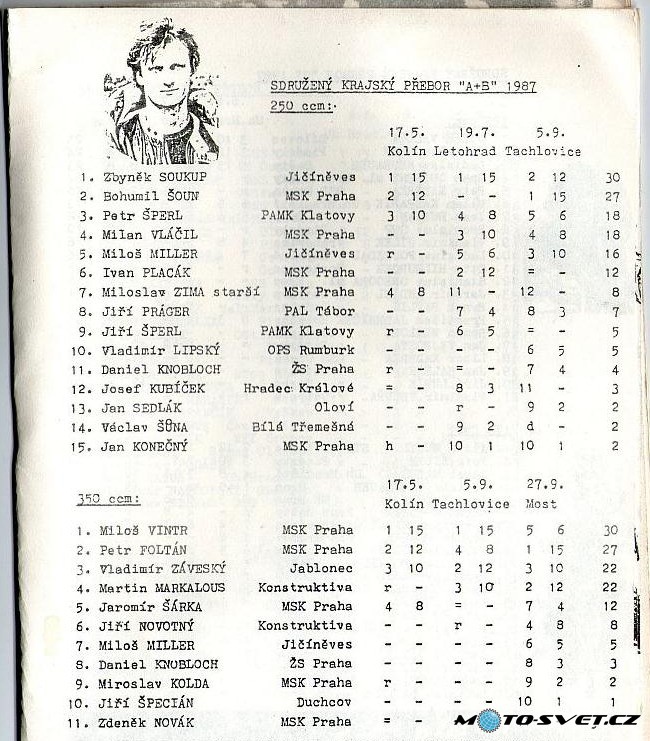 SDRUŽENÝ KRAJSKÝ PŘEBOR "A+B" 1987
250 ccm:
17.5. 19.7. 5.9.
Kolín Letohrad Tachlovice
1. Zbyněk SOUKUP Jičíněves 1 15 1 15 2 12 30
2. Bohumil ŠOUN MSK Praha 2 12 - - 1 15 27
3. Petr ŠPERL PAMK Klatovy 3 10 4 8 5 6 18
4. Milan VLÁČIL MSK Praha - - 3 10 4 8 18
5. Miloš MILLER Jičíněves r - 5 6 3 10 16
6. Ivan PLACÁK MSK Praha - - 2 12 = - 12
7. Miloslav ZIMA starší MSK Praha 4 8 11 - 12 - 8
8. Jiří PRÁGER PAL Tábor - - 7 4 8 3 7
9. Jiří ŠPERL PAMK Klatovy r - 6 5 = - 5
10. Vladimír LIPSKÝ OPS Rumburk - - - - 6 5 5
11. Daniel KNOBLOCH ŽS Praha r - = - 7 4 4
12. Josef KUBÍČEK Hradec Králové = - 8 3 11 - 3
13. Jan SEDLÁK Oloví - - r - 9 2 2
14. Václav ŠŮNA Bílá Třemešná - - 9 2 d - 2
15. Jan KONEČNÝ MSK Praha h - 10 1 10 1 2
17.5. 5.9. 27.9.
350 ccm: Kolín Tachlovice Most
1. Miloš VINTR MSK Praha 1 15 1 15 5 6 30
2. Petr FOLTÁN MSK Praha 2 12 4 8 1 15 27
3. Vladimír ZÁVESKÝ Jablonec 3 10 2 12 3 10 22
4. Martin MARKALOUS Konstruktiva r - 3 10 2 12 22
5. Jaromír ŠÁRKA MSK Praha 4 8 = - 7 4 12
6. Jiří NOVOTNÝ Konstruktiva - - r - 4 8 8
7. Miloš MILLER Jičíněves - - - - 6 5 5
8. Daniel KNOBLOCH ŽS Praha - - - - 8 3 3
9. Miroslav KOLDA MSK Praha r - - - 9 2 2
10. Jiří ŠPECIÁN Duchcov - - - - 10 1 1
11. Zdeněk NOVÁK MSK Praha = -
MOTO-SVET.CZ